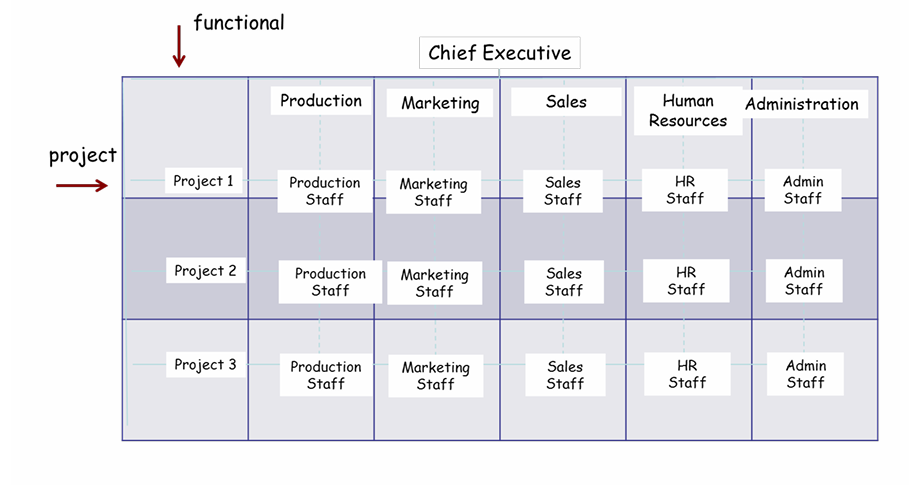 functional
Chief Executive
Production
Marketing
Sales
Human
Resources
Administration
project
Project 1
Production
Staff
Marketing
Staff
Sales
Staff
HR
Staff
Admin
Staff
Project 2
Production
Staff
Marketing
Staff
Sales
Staff
HR
Staff
Admin
Staff
Project 3
Production
Staff
Marketing
Staff
Sales
Staff
HR
Staff
Admin
Staff